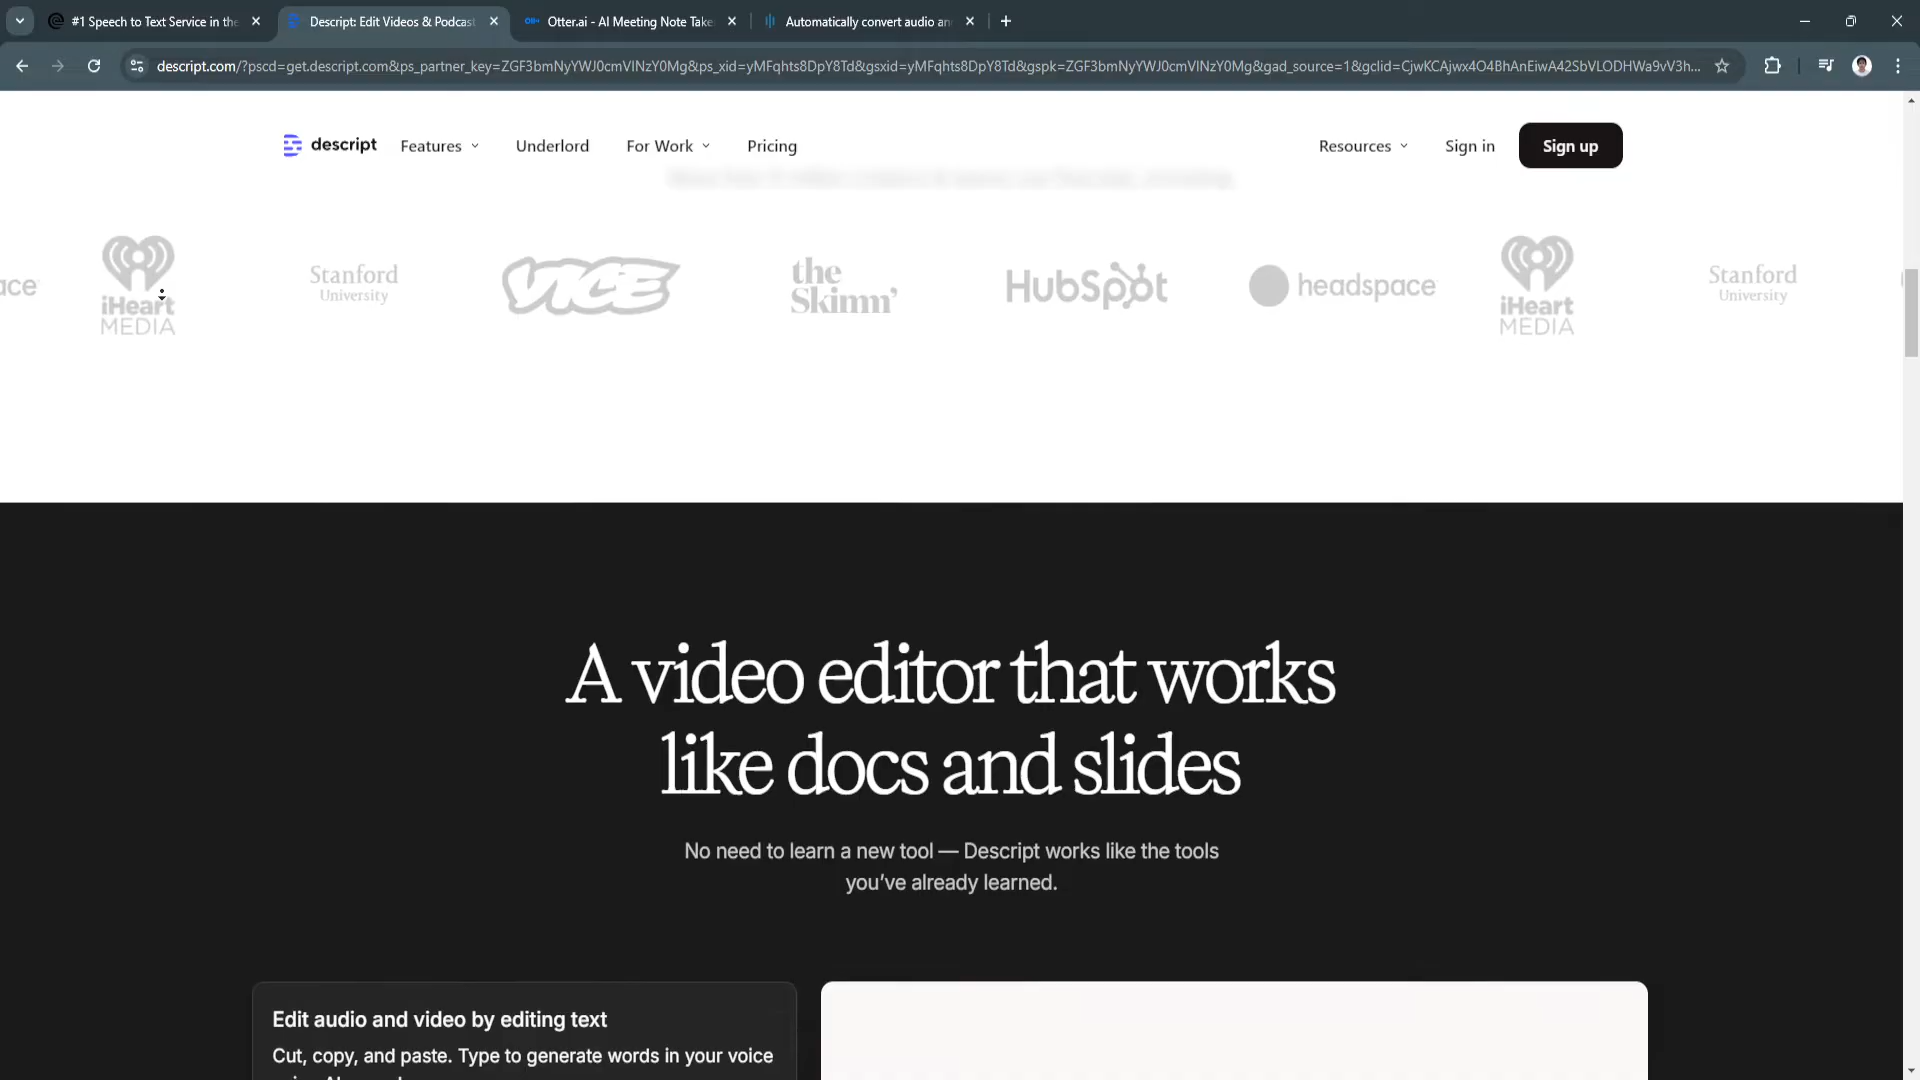 #1 Speech to Text Service in the
Descript: Edit Videos & Podcast
Otter.ai - AI Meeting Note Take
Automatically convert audio an
descript.com/?pscd=get.descript.com&ps_partner_key=ZGF3bmNyYWJ0cmVlNzY0Mg&ps_xid=yMFqhts8DpY8Td&gsxid=yMFqhts8DpY8Td&gspk=ZGF3bmNyYWJ0cmVlNzY0Mg&gad_source=1&gclid=CjwKCAjwx4O4BhAnEiwA42SbVLODHWa9vV3h...
descript Features Underlord For Work Pricing Resources Sign in Sign up
ace iHeart MEDIA Stanford University VICE the Skimm' HubSpot headspace iHeart MEDIA Stanford University
A video editor that works
like docs and slides
No need to learn a new tool — Descript works like the tools
you've already learned.
Edit audio and video by editing text
Cut, copy, and paste. Type to generate words in your voice